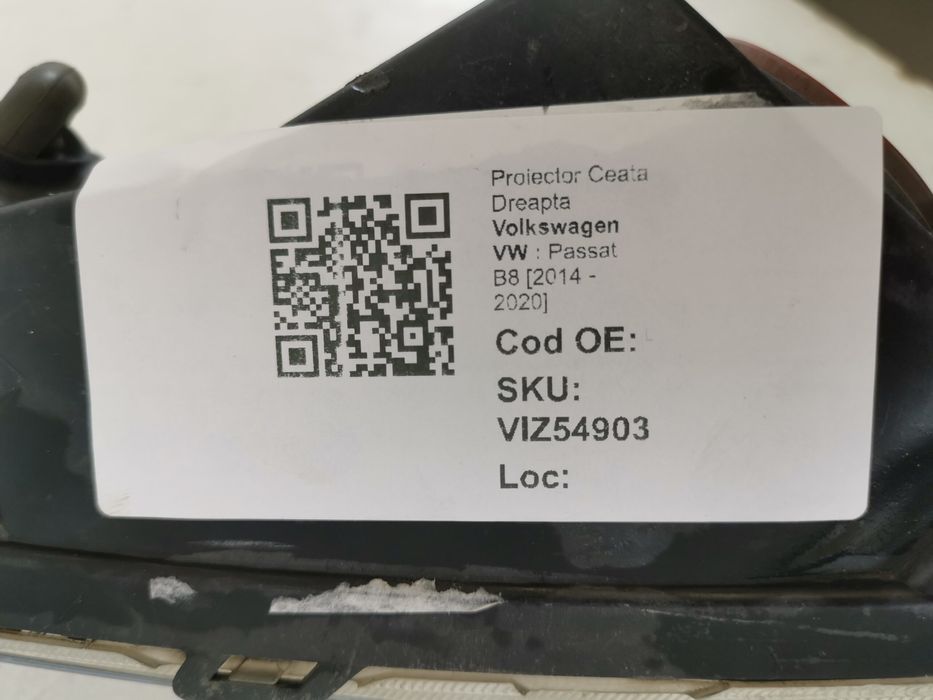 Proiector Ceata
Dreapta
Volkswagen
VW : Passat
B8 [2014 -
2020]
Cod OE:
SKU:
VIZ54903
Loc: